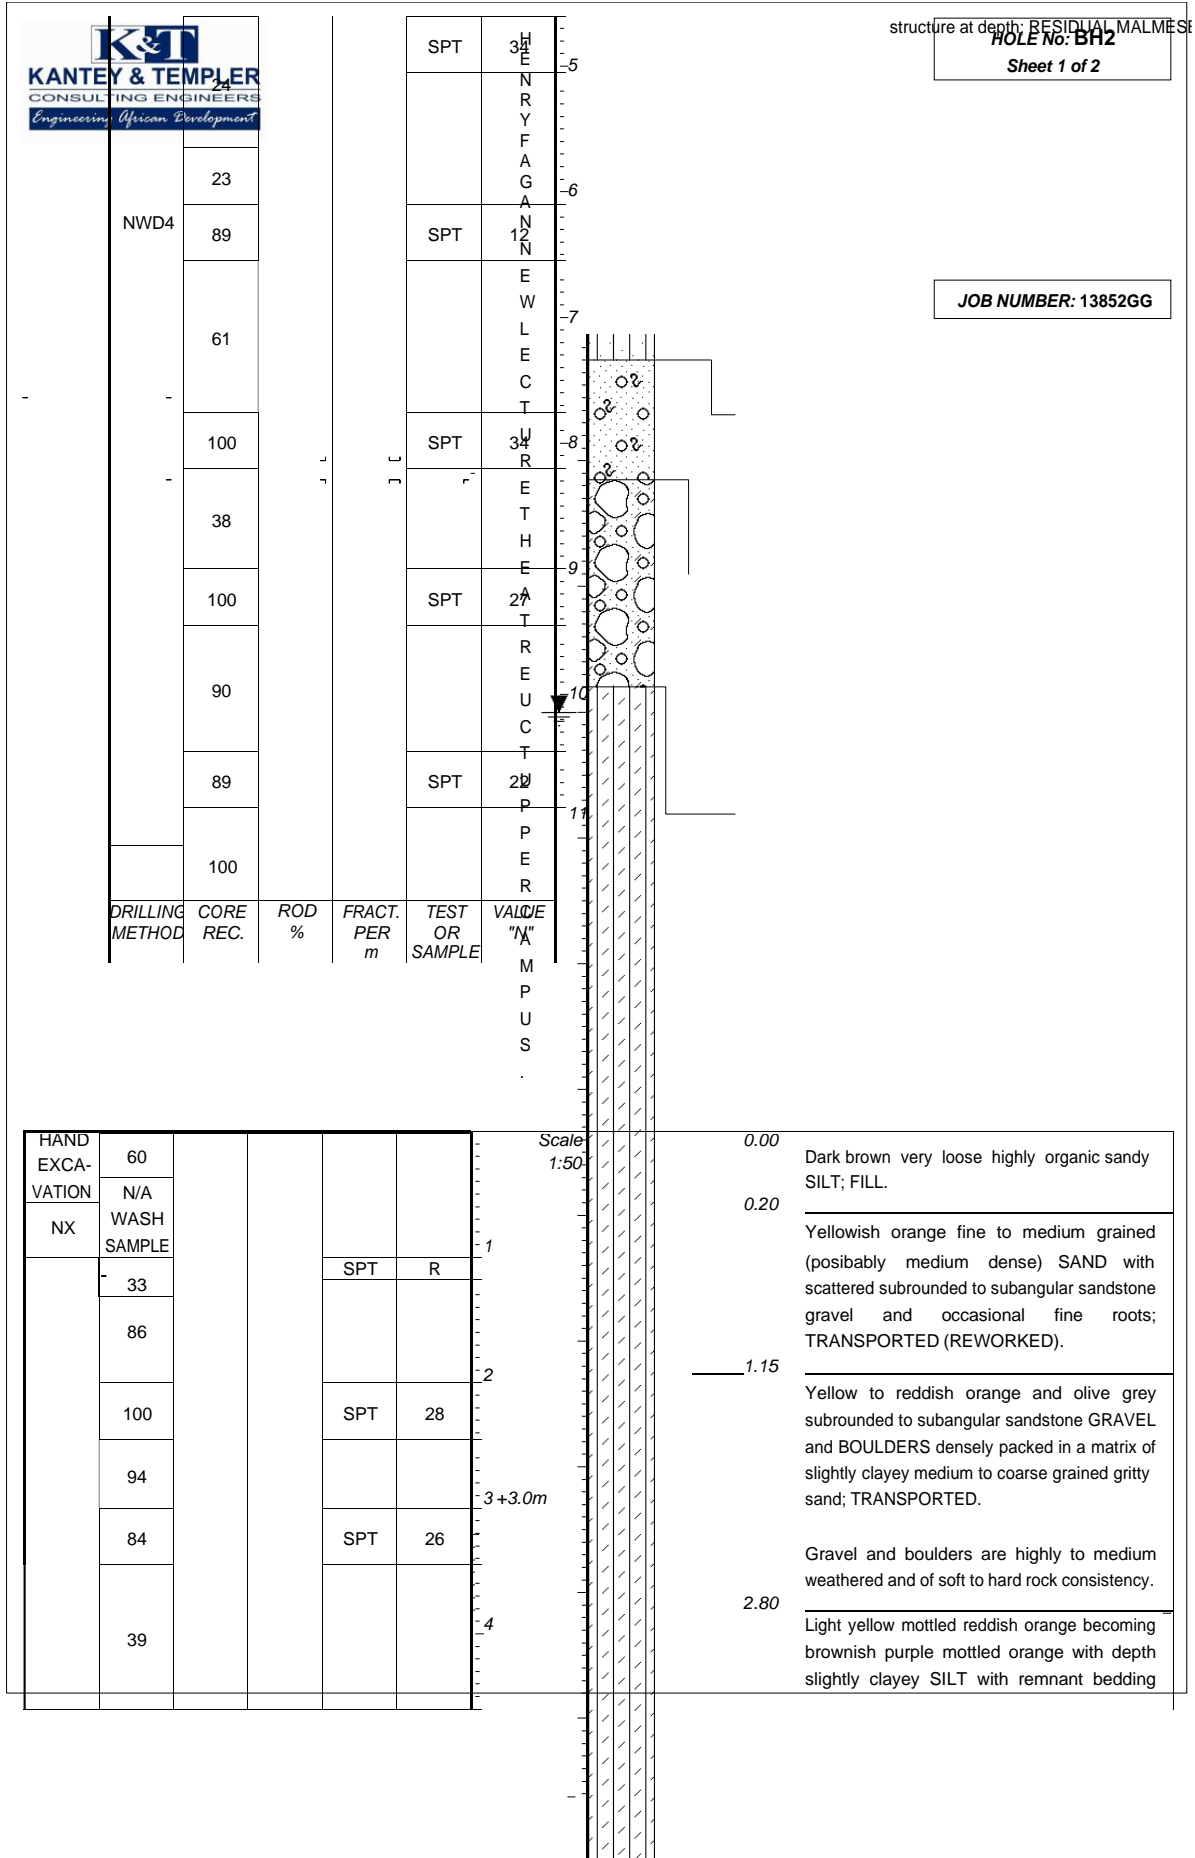 K&T
KANTEY & TEMPLER
CONSULTING ENGINEERS
Engineering African Development
structure at depth; RESIDUAL MALMESB
HOLE No: BH2
Sheet 1 of 2
JOB NUMBER: 13852GG
SPT 34
-5
24
23
-6
NWD4
89 SPT 12
-7
61
100 SPT 34
-8
38
9
100 SPT 27
90
-10
89 SPT 22
11
100
DRILLING METHOD
CORE REC.
ROD %
FRACT. PER m
TEST OR SAMPLE
VALUE "N"
HENRYFAGANNEWLECTURETHEATREUCTUPPERCAMPUS.
HAND
EXCA-
VATION
NX
60
N/A
WASH
SAMPLE
Scale
1:50
1
SPT R
33
86
2
100 SPT 28
94
3 +3.0m
84 SPT 26
4
39
0.00
Dark brown very loose highly organic sandy
SILT; FILL.
0.20
Yellowish orange fine to medium grained
(posibably medium dense) SAND with
scattered subrounded to subangular sandstone
gravel and occasional fine roots;
TRANSPORTED (REWORKED).
1.15
Yellow to reddish orange and olive grey
subrounded to subangular sandstone GRAVEL
and BOULDERS densely packed in a matrix of
slightly clayey medium to coarse grained gritty
sand; TRANSPORTED.
Gravel and boulders are highly to medium
weathered and of soft to hard rock consistency.
2.80
Light yellow mottled reddish orange becoming
brownish purple mottled orange with depth
slightly clayey SILT with remnant bedding